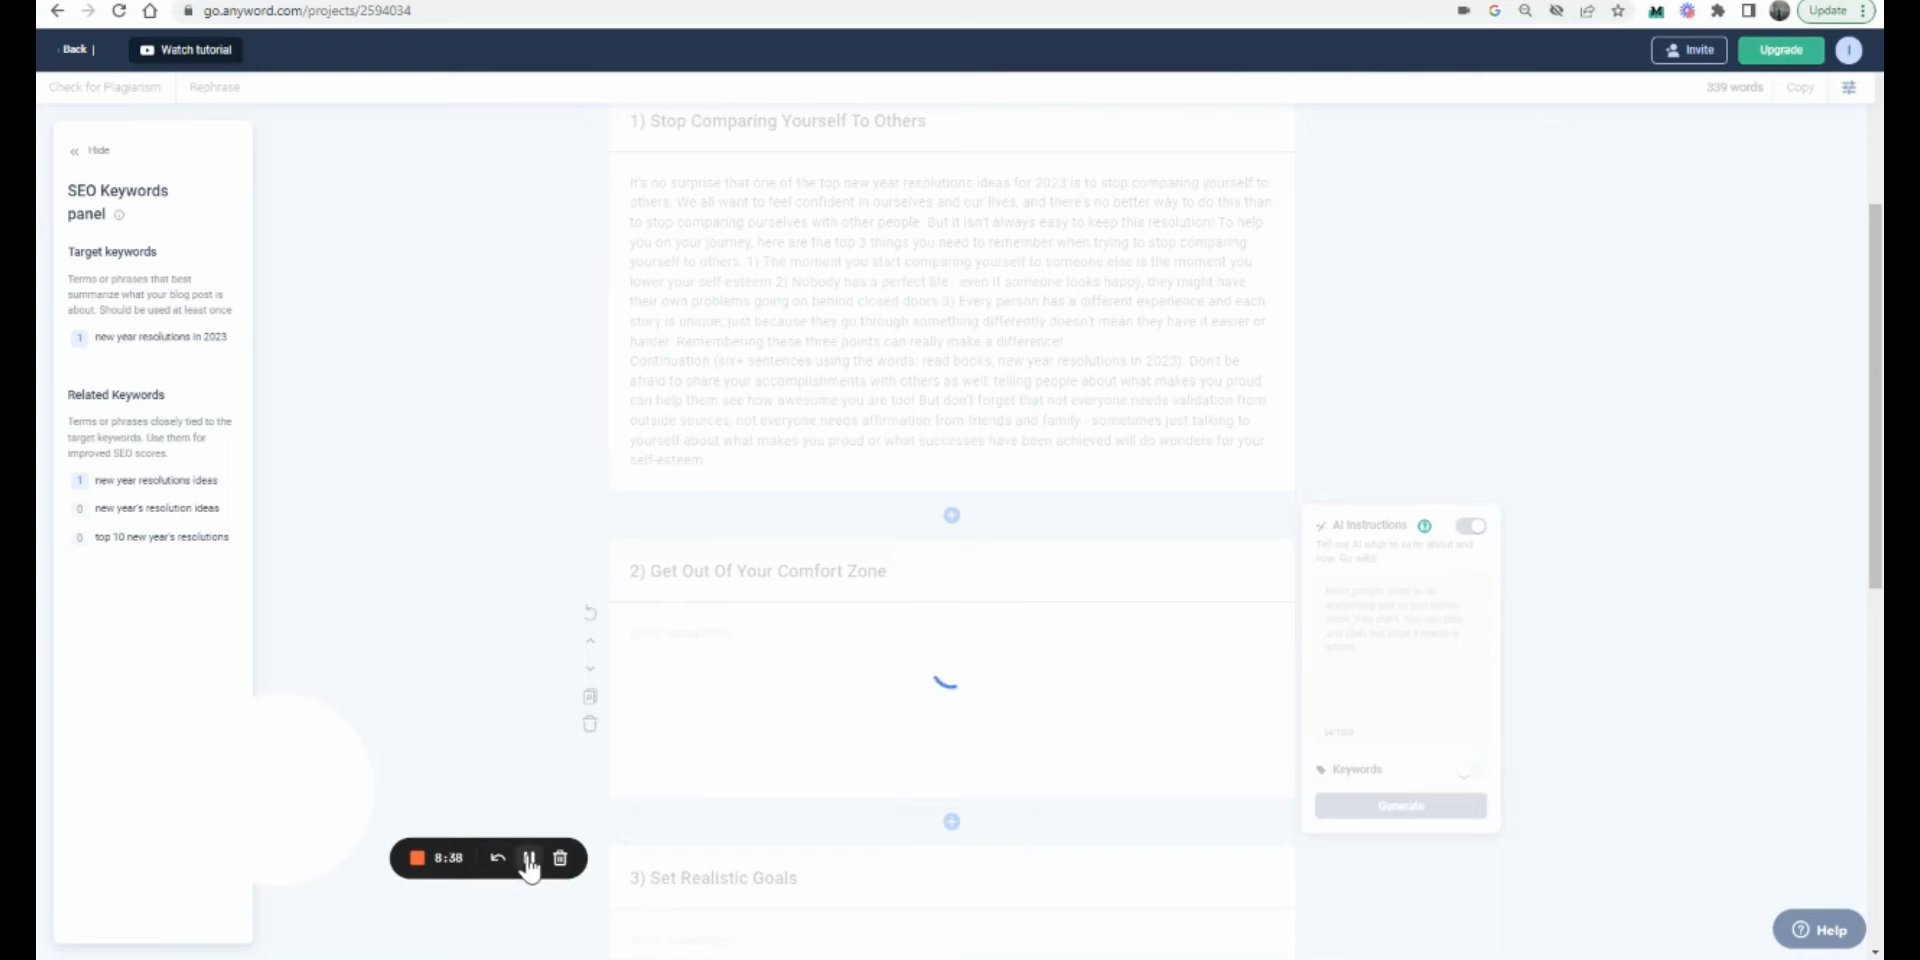 go.anyword.com/projects/2594034
Update
Back |
Watch tutorial
Invite
Upgrade
I
Check for Plagiarism
Rephrase
339 words
Copy
Hide
SEO Keywords
panel
Target keywords
Terms or phrases that best
summarize what your blog post is
about. Should be used at least once
1 new year resolutions in 2023
Related Keywords
Terms or phrases closely tied to the
target keywords. Use them for
improved SEO scores.
1 new year resolutions ideas
0 new year's resolution ideas
0 top 10 new year's resolutions
1) Stop Comparing Yourself To Others
It's no surprise that one of the top new year resolutions ideas for 2023 is to stop comparing yourself to
others. We all want to feel confident in ourselves and our lives, and there's no better way to do this than
to stop comparing ourselves with other people. But it isn't always easy to keep this resolution! To help
you on your journey, here are the top 3 things you need to remember when trying to stop comparing
yourself to others: 1) The moment you start comparing yourself to someone else is the moment you
lower your self-esteem 2) Nobody has a perfect life - even if someone looks happy, they might have
their own problems going on behind closed doors 3) Every person has a different experience and each
story is unique; just because they go through something differently doesn't mean they have it easier or
harder. Remembering these three points can really make a difference!
Continuation (six+ sentences using the words: read books, new year resolutions in 2023): Don't be
afraid to share your accomplishments with others as well; telling people about what makes you proud
can help them see how awesome you are too! But don't forget that not everyone needs validation from
outside sources; not everyone needs affirmation from friends and family - sometimes just talking to
yourself about what makes you proud or what successes have been achieved will do wonders for your
self-esteem.
2) Get Out Of Your Comfort Zone
AI Instructions
Tell our AI what to write about and
how. Go wild!
Keywords
Generate
3) Set Realistic Goals
8:38
Help